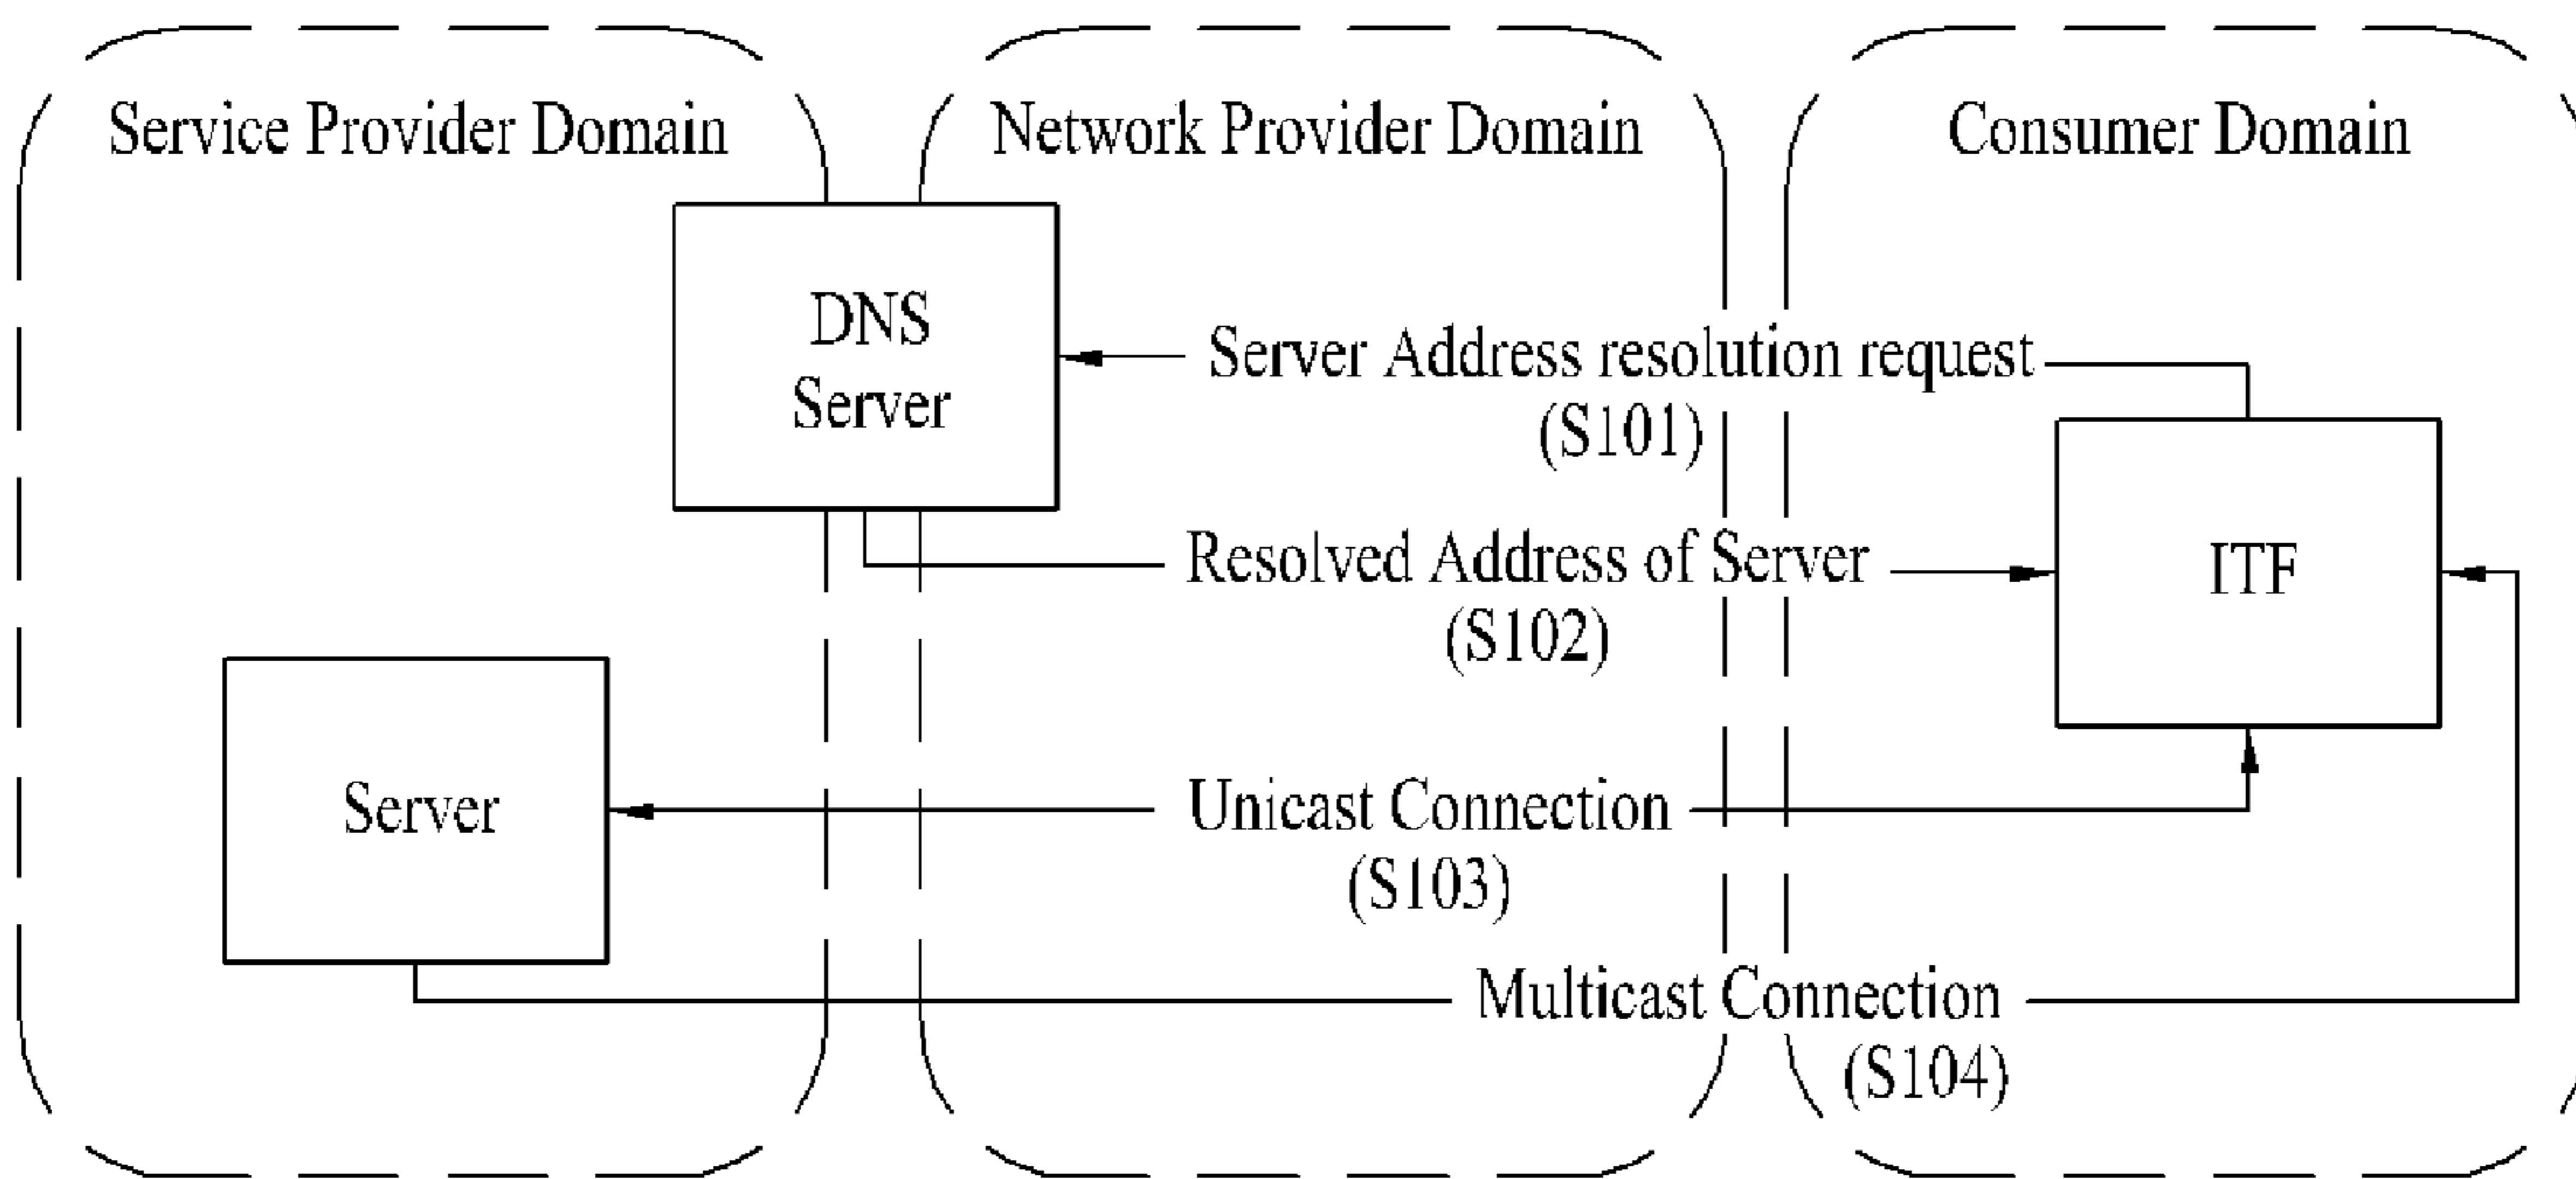 Service Provider Domain
Network Provider Domain
Consumer Domain
DNS
Server
Server Address resolution request
(S101)
Resolved Address of Server
(S102)
ITF
Server
Unicast Connection
(S103)
Multicast Connection
(S104)